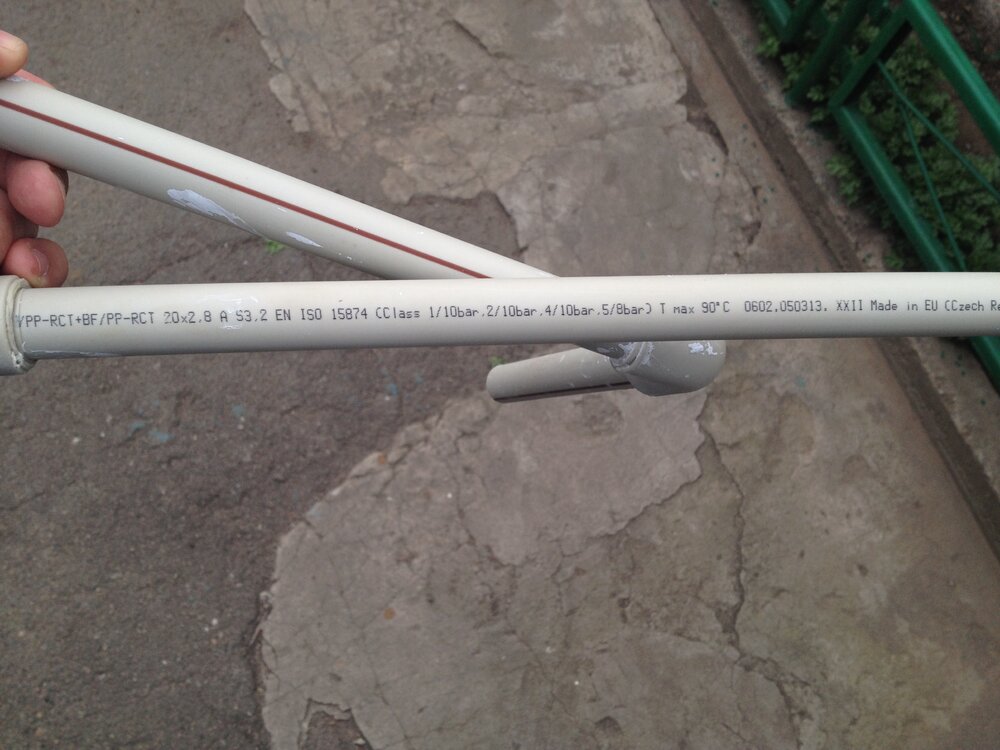 /PP-RCT+BF/PP-RCT 20x2,8 A S3,2 EN ISO 15874 (Class 1/10bar,2/10bar,4/10bar,5/8bar) T max 90°C 0602,050313, XXII Made in EU (Czech Re